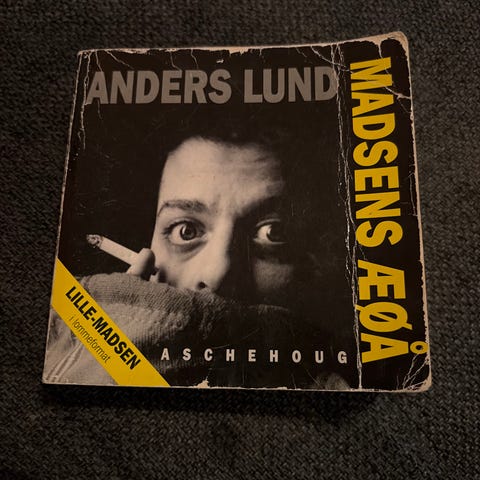 ANDERS LUND
MADSENS ÆØÅ
LILLE-MADSEN
i lommeformat
ASCHEHOUG